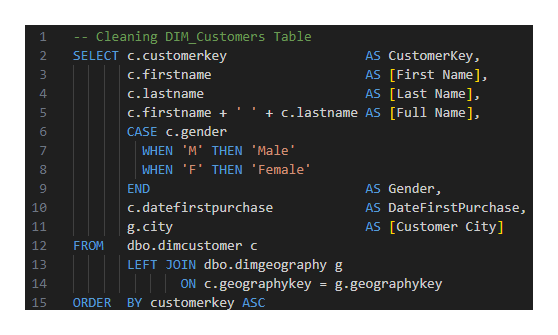 1 -- Cleaning DIM_Customers Table
2 SELECT c.customerkey AS CustomerKey,
3 c.firstname AS [First Name],
4 c.lastname AS [Last Name],
5 c.firstname + ' ' + c.lastname AS [Full Name],
6 CASE c.gender
7 WHEN 'M' THEN 'Male'
8 WHEN 'F' THEN 'Female'
9 END AS Gender,
10 c.datefirstpurchase AS DateFirstPurchase,
11 g.city AS [Customer City]
12 FROM dbo.dimcustomer c
13 LEFT JOIN dbo.dimgeography g
14 ON c.geographykey = g.geographykey
15 ORDER BY customerkey ASC